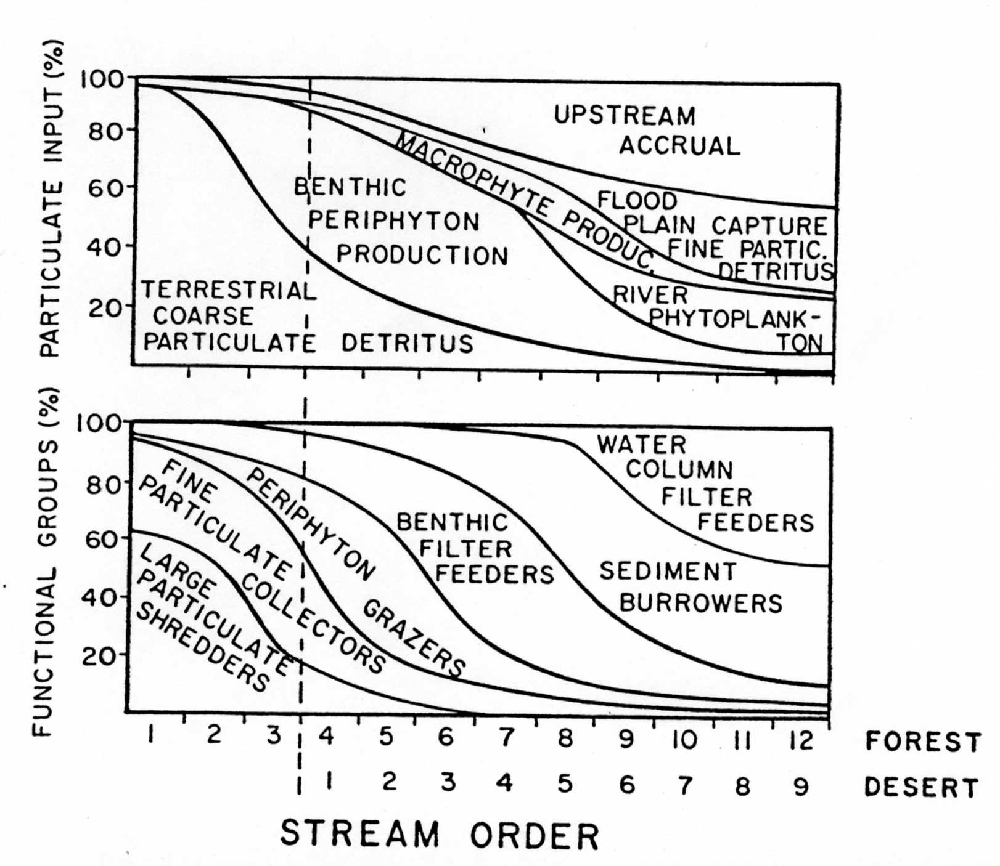 PARTICULATE INPUT (%)
100
80
60
40
20
UPSTREAM
ACCRUAL
MACROPHYTE PRODUC.
BENTHIC
PERIPHYTON
PRODUCTION
FLOOD
PLAIN CAPTURE
FINE PARTIC.
DETRITUS
TERRESTRIAL
COARSE
PARTICULATE DETRITUS
RIVER
PHYTOPLANK-
TON
FUNCTIONAL GROUPS (%)
100
80
60
40
20
WATER
COLUMN
FILTER
FEEDERS
FINE
PARTICULATE
COLLECTORS
PERIPHYTON GRAZERS
BENTHIC
FILTER
FEEDERS
SEDIMENT
BURROWERS
LARGE
PARTICULATE
SHREDDERS
1 2 3 4 5 6 7 8 9 10 11 12 FOREST
1 2 3 4 5 6 7 8 9 DESERT
STREAM ORDER